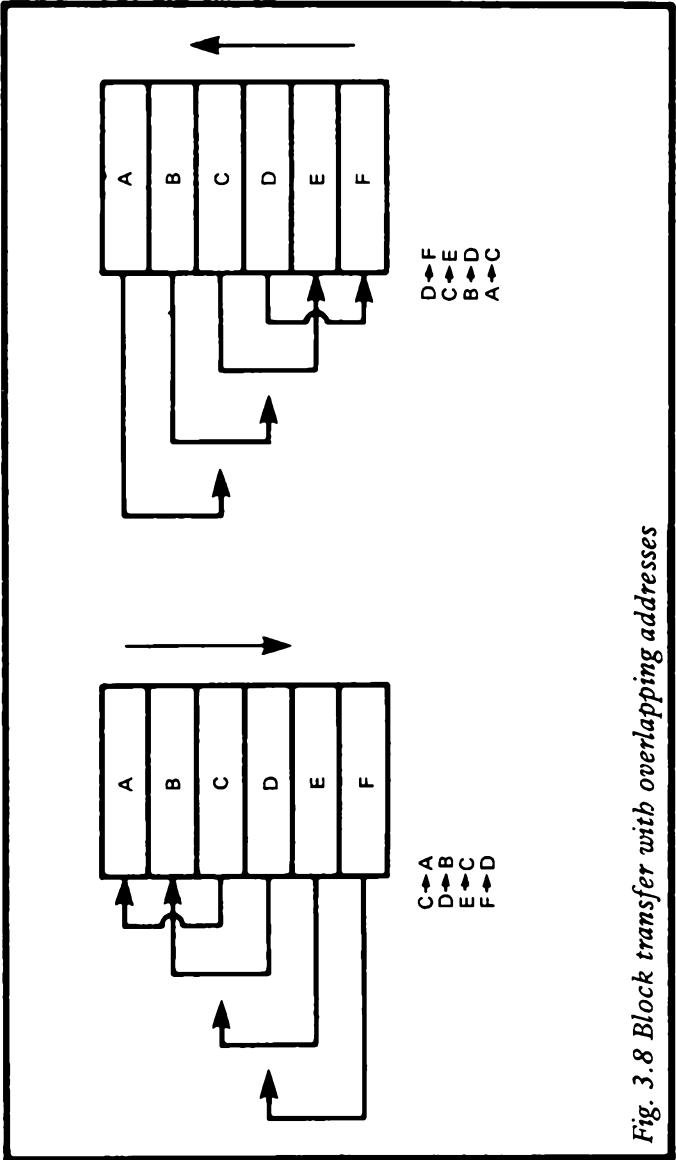 A
B
C
D
E
F
C→A
D→B
E→C
F→D
A
B
C
D
E
F
D→F
C→E
B→D
A→C
Fig. 3.8 Block transfer with overlapping addresses